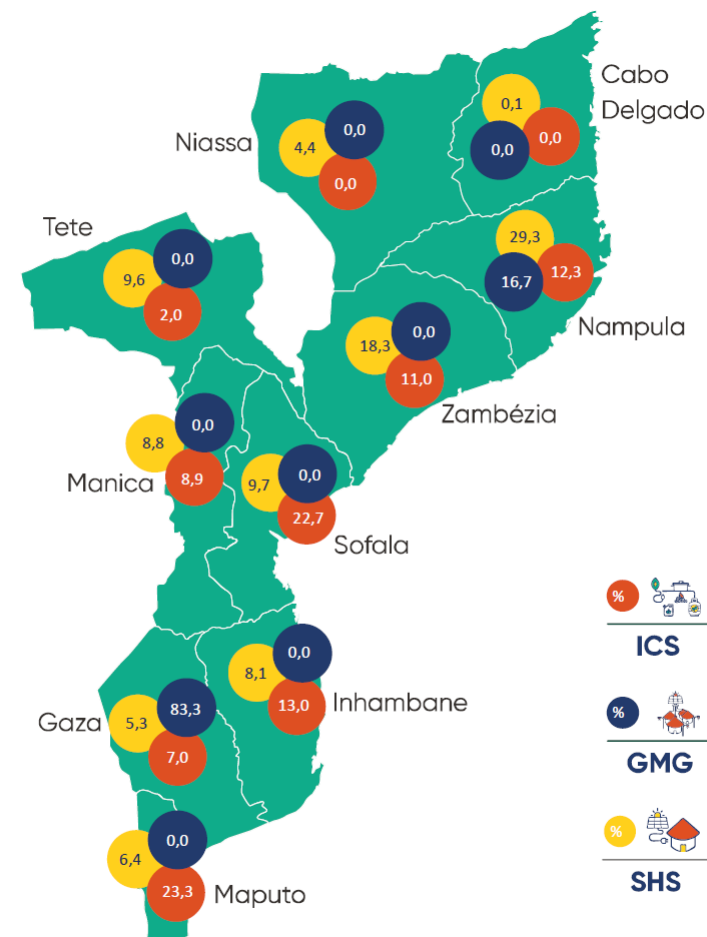 Cabo
Delgado
0,1
0,0
0,0
Niassa
0,0
4,4
0,0
Tete
0,0
9,6
2,0
29,3
16,7
12,3
Nampula
0,0
18,3
11,0
Zambézia
0,0
8,8
8,9
Manica
0,0
9,7
22,7
Sofala
%
ICS
0,0
8,1
13,0
Inhambane
83,3
5,3
7,0
Gaza
%
GMG
0,0
6,4
23,3
Maputo
%
SHS